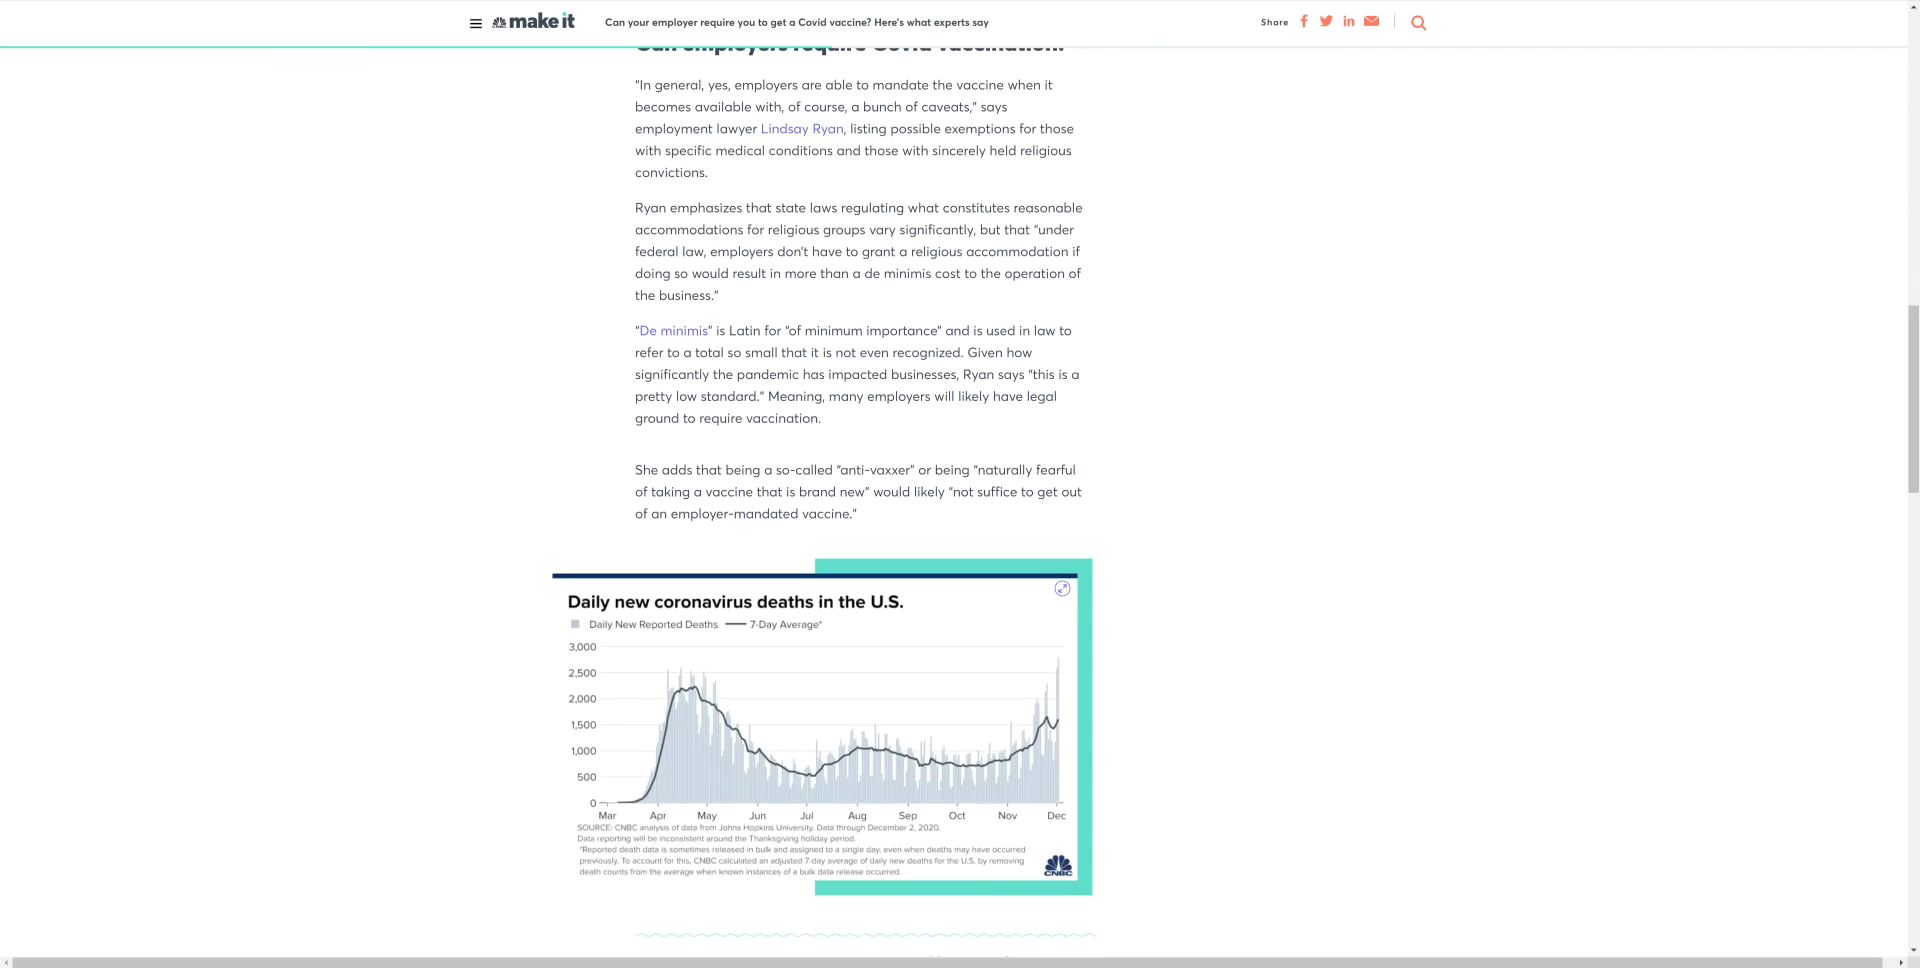 make it
Can your employer require you to get a Covid vaccine? Here's what experts say
Share
Can employers require Covid vaccination?
“In general, yes, employers are able to mandate the vaccine when it
becomes available with, of course, a bunch of caveats,” says
employment lawyer Lindsay Ryan, listing possible exemptions for those
with specific medical conditions and those with sincerely held religious
convictions.
Ryan emphasizes that state laws regulating what constitutes reasonable
accommodations for religious groups vary significantly, but that “under
federal law, employers don’t have to grant a religious accommodation if
doing so would result in more than a de minimis cost to the operation of
the business.”
“De minimis” is Latin for “of minimum importance” and is used in law to
refer to a total so small that it is not even recognized. Given how
significantly the pandemic has impacted businesses, Ryan says “this is a
pretty low standard.” Meaning, many employers will likely have legal
ground to require vaccination.
She adds that being a so-called “anti-vaxxer” or being “naturally fearful
of taking a vaccine that is brand new” would likely “not suffice to get out
of an employer-mandated vaccine.”
Daily new coronavirus deaths in the U.S.
Daily New Reported Deaths 7-Day Average*
3,000
2,500
2,000
1,500
1,000
500
0
Mar Apr May Jun Jul Aug Sep Oct Nov Dec
SOURCE: CNBC analysis of data from Johns Hopkins University. Data through December 2, 2020.
Data reporting will be inconsistent around the Thanksgiving holiday period.
*Reported death data is sometimes released in bulk and assigned to a single day, even when deaths may have occurred
previously. To account for this, CNBC calculated an adjusted 7-day average of daily new deaths for the U.S. by removing
death counts from the average when known instances of a bulk data release occurred.
CNBC